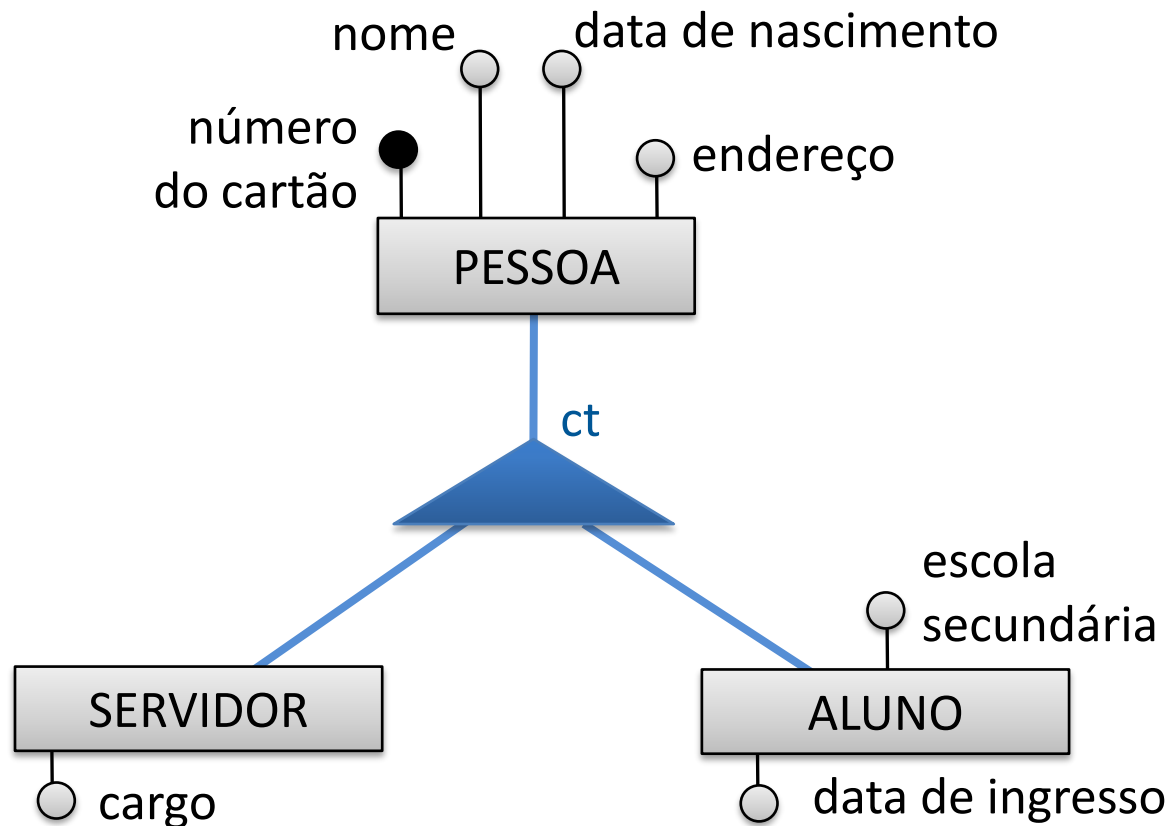 nome
data de nascimento
número
do cartão
endereço
PESSOA
ct
escola
secundária
SERVIDOR
ALUNO
cargo
data de ingresso